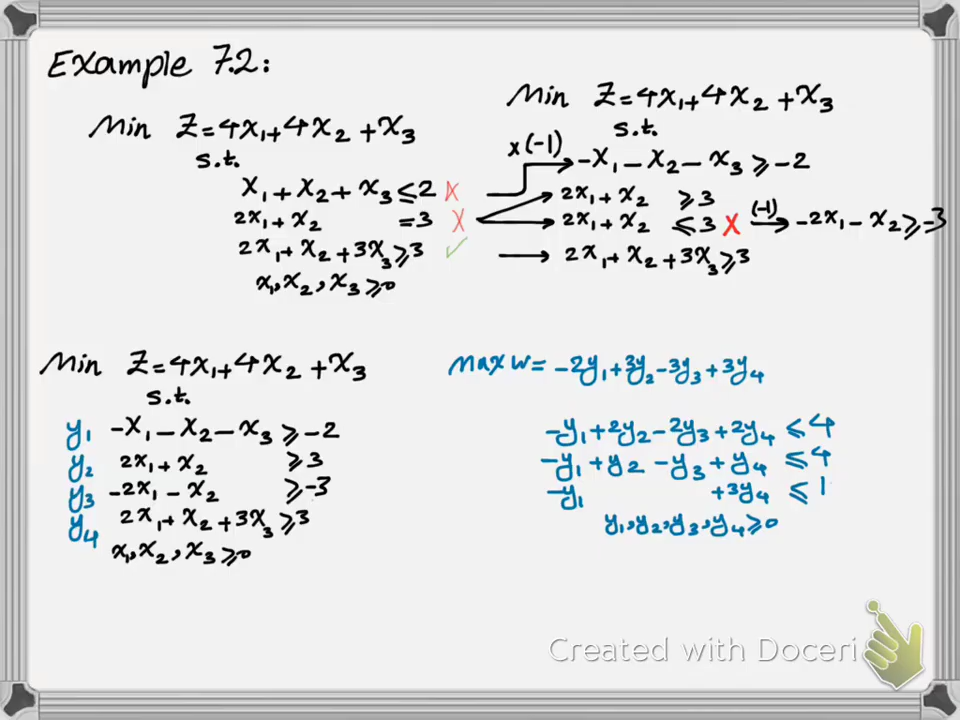 Example 7.2:
Min Z=4x₁+4x₂+x₃
s.t.
x₁+x₂+x₃≤2 x
2x₁+x₂ =3 x
2x₁+x₂+3x₃≥3 ✓
x₁,x₂,x₃≥0
Min Z=4x₁+4x₂+x₃
s.t.
x(-1) -x₁-x₂-x₃≥-2
2x₁+x₂ ≥3
2x₁+x₂ ≤3 x (-1) -2x₁-x₂≥-3
2x₁+x₂+3x₃≥3
Min Z=4x₁+4x₂+x₃
s.t.
y₁ -x₁-x₂-x₃≥-2
y₂ 2x₁+x₂ ≥3
y₃ -2x₁-x₂ ≥-3
y₄ 2x₁+x₂+3x₃≥3
x₁,x₂,x₃≥0
max w=-2y₁+3y₂-3y₃+3y₄
-y₁+2y₂-2y₃+2y₄≤4
-y₁+y₂-y₃+y₄≤4
-y₁ +3y₄≤1
y₁,y₂,y₃,y₄≥0
Created with Doceri